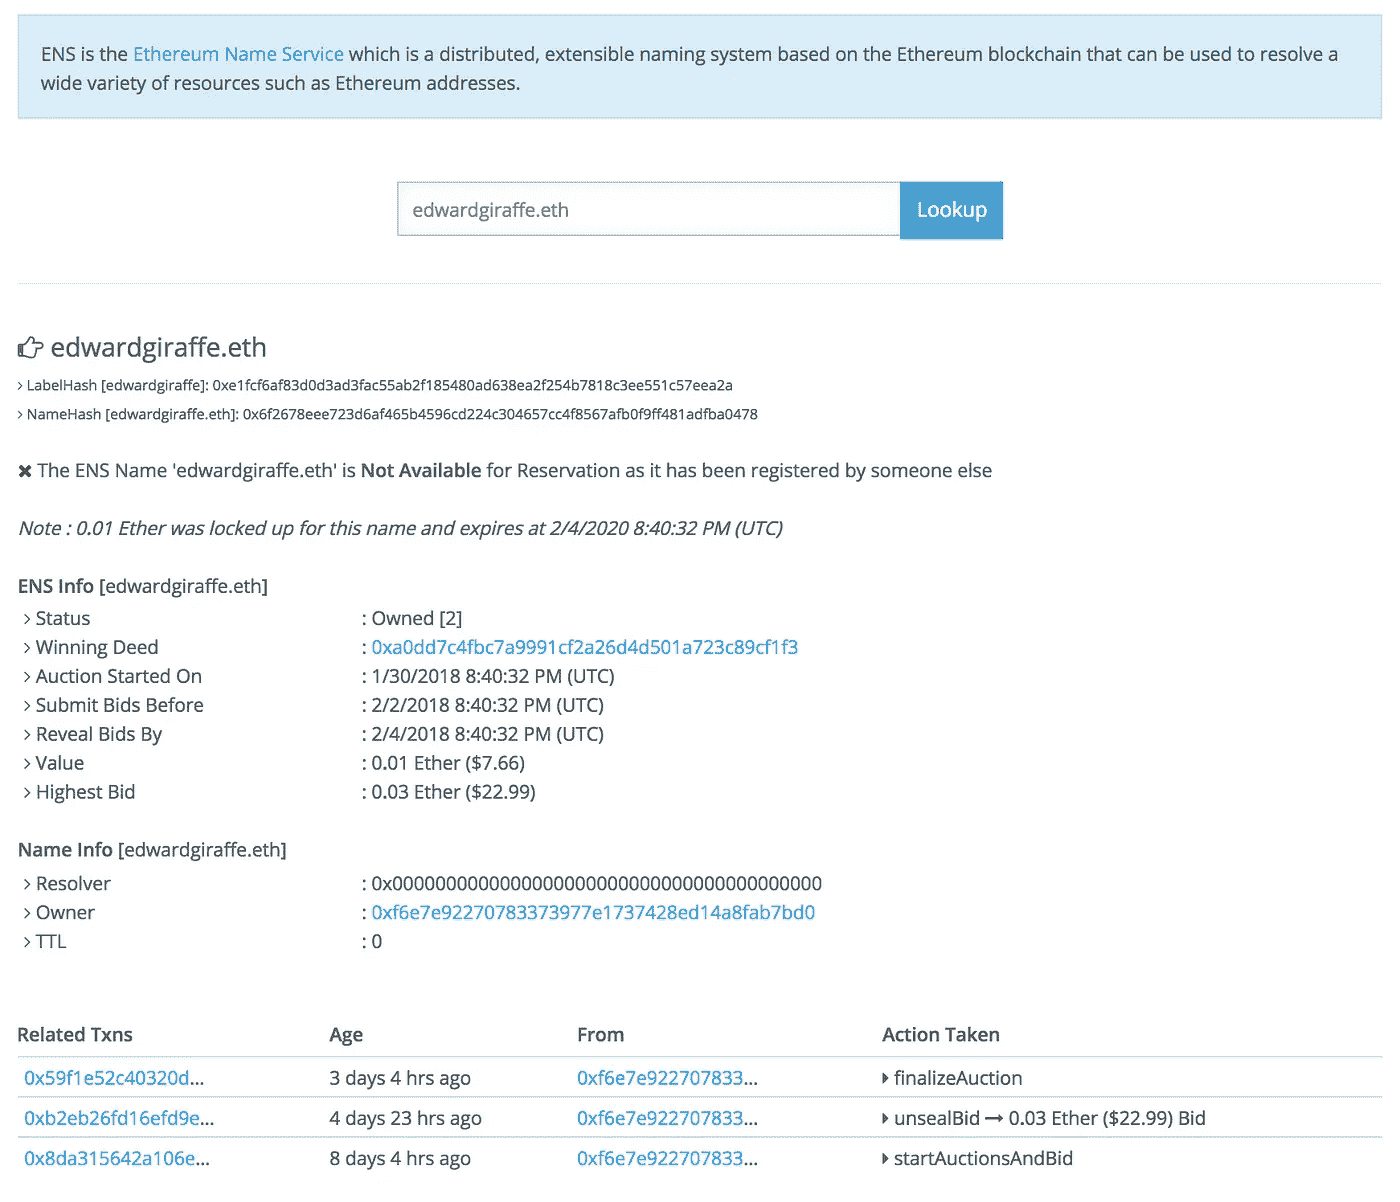 ENS is the Ethereum Name Service which is a distributed, extensible naming system based on the Ethereum blockchain that can be used to resolve a
wide variety of resources such as Ethereum addresses.
edwardgiraffe.eth Lookup
edwardgiraffe.eth
› LabelHash [edwardgiraffe]: 0xe1fcf6af83d0d3ad3fac55ab2f185480ad638ea2f254b7818c3ee551c57eea2a
› NameHash [edwardgiraffe.eth]: 0x6f2678eee723d6af465b4596cd224c304657cc4f8567afb0f9ff481adfba0478
✖ The ENS Name 'edwardgiraffe.eth' is Not Available for Reservation as it has been registered by someone else
Note : 0.01 Ether was locked up for this name and expires at 2/4/2020 8:40:32 PM (UTC)
ENS Info [edwardgiraffe.eth]
› Status : Owned [2]
› Winning Deed : 0xa0dd7c4fbc7a9991cf2a26d4d501a723c89cf1f3
› Auction Started On : 1/30/2018 8:40:32 PM (UTC)
› Submit Bids Before : 2/2/2018 8:40:32 PM (UTC)
› Reveal Bids By : 2/4/2018 8:40:32 PM (UTC)
› Value : 0.01 Ether ($7.66)
› Highest Bid : 0.03 Ether ($22.99)
Name Info [edwardgiraffe.eth]
› Resolver : 0x0000000000000000000000000000000000000000
› Owner : 0xf6e7e92270783373977e1737428ed14a8fab7bd0
› TTL : 0
Related Txns Age From Action Taken
0x59f1e52c40320d... 3 days 4 hrs ago 0xf6e7e922707833... finalizeAuction
0xb2eb26fd16efd9e... 4 days 23 hrs ago 0xf6e7e922707833... unsealBid → 0.03 Ether ($22.99) Bid
0x8da315642a106e... 8 days 4 hrs ago 0xf6e7e922707833... startAuctionsAndBid